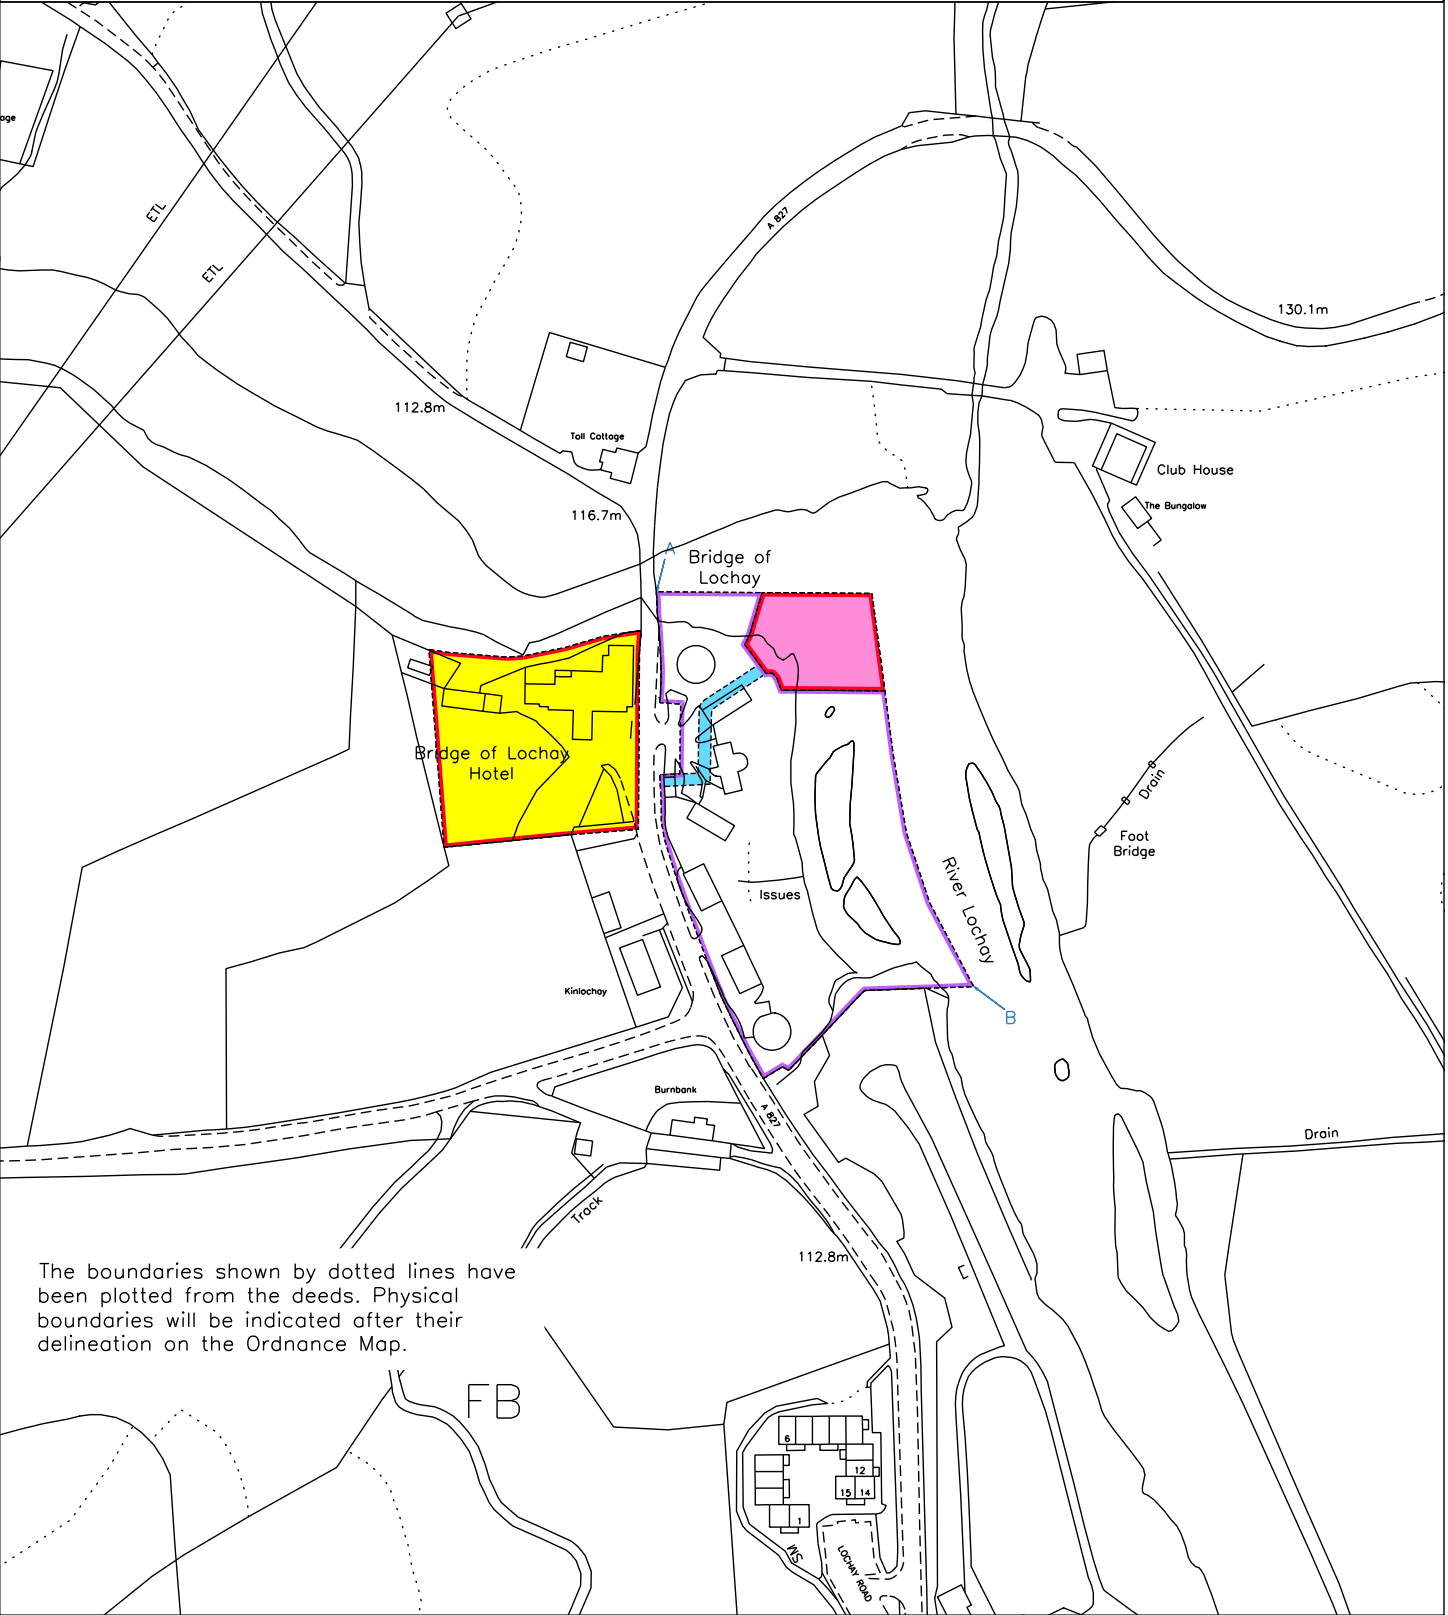 age
ETL
ETL
A 827
130.1m
112.8m
Toll Cottage
Club House
The Bungalow
116.7m
A
Bridge of
Lochay
Bridge of Lochay
Hotel
Drain
Foot
Bridge
River Lochay
Issues
Kinlochay
B
Burnbank
A 827
Drain
Track
112.8m
The boundaries shown by dotted lines have
been plotted from the deeds. Physical
boundaries will be indicated after their
delineation on the Ordnance Map.
FB
6
12
15 14
1
SM
LOCHAY ROAD